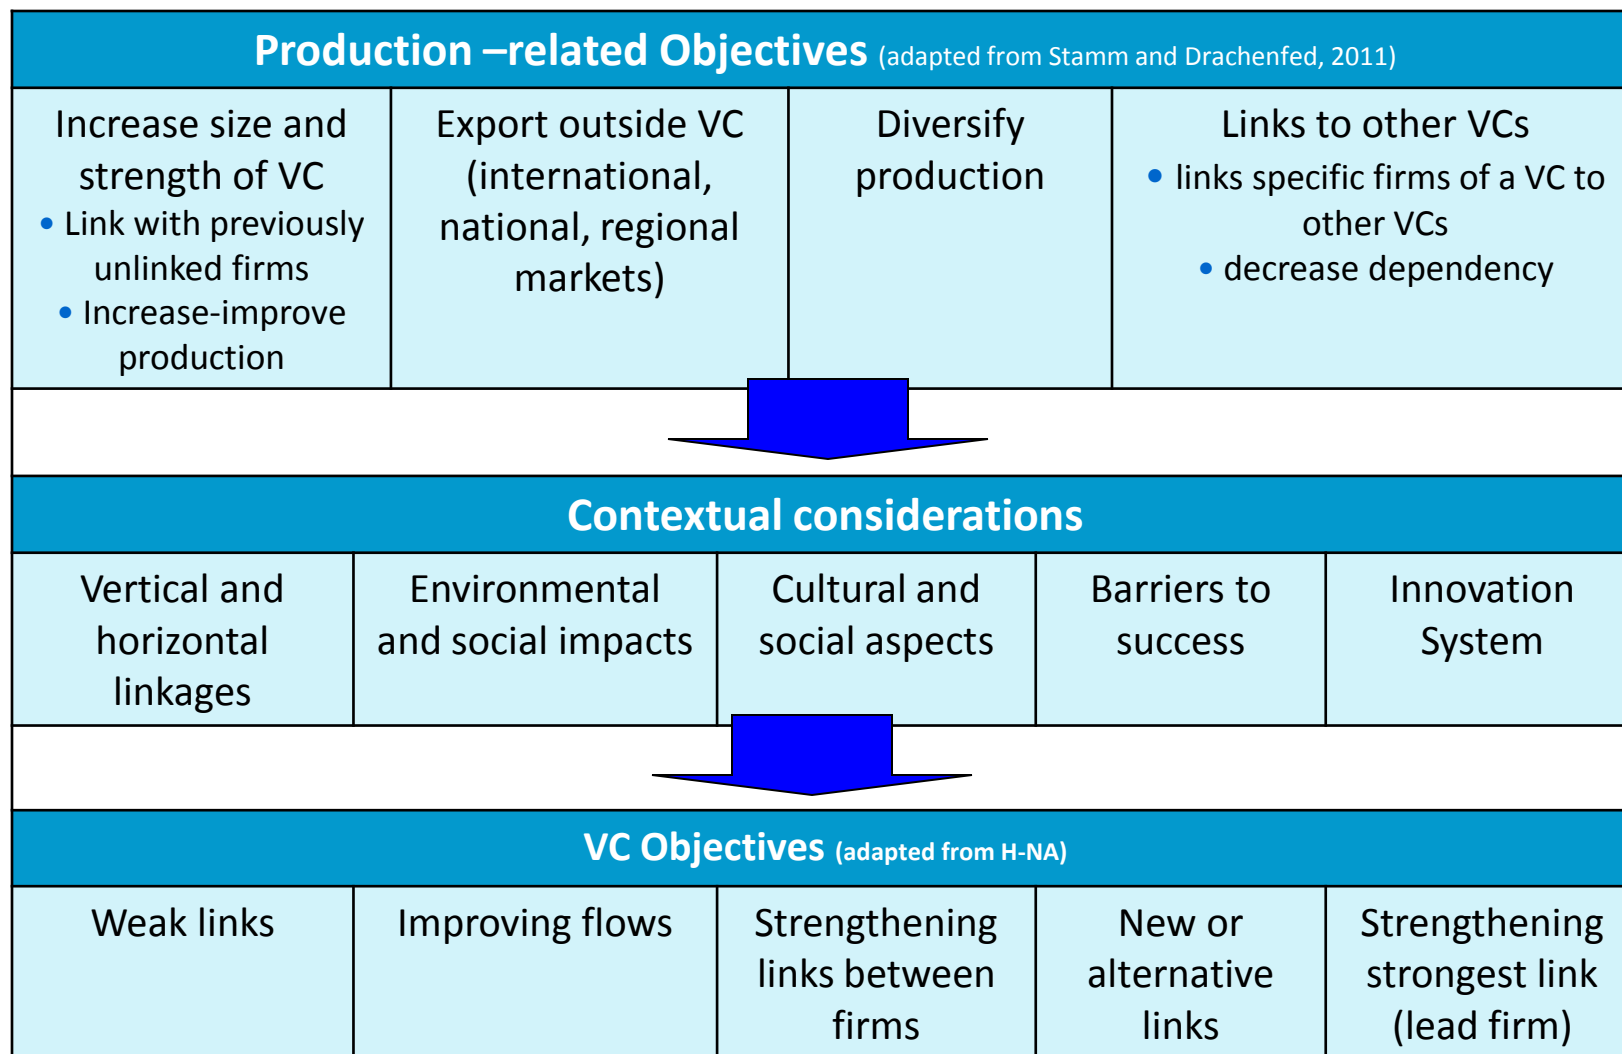 Production –related Objectives (adapted from Stamm and Drachenfed, 2011)
Increase size and
strength of VC
• Link with previously
unlinked firms
• Increase-improve
production
Export outside VC
(international,
national, regional
markets)
Diversify
production
Links to other VCs
• links specific firms of a VC to
other VCs
• decrease dependency
Contextual considerations
Vertical and
horizontal
linkages
Environmental
and social impacts
Cultural and
social aspects
Barriers to
success
Innovation
System
VC Objectives (adapted from H-NA)
Weak links
Improving flows
Strengthening
links between
firms
New or
alternative
links
Strengthening
strongest link
(lead firm)